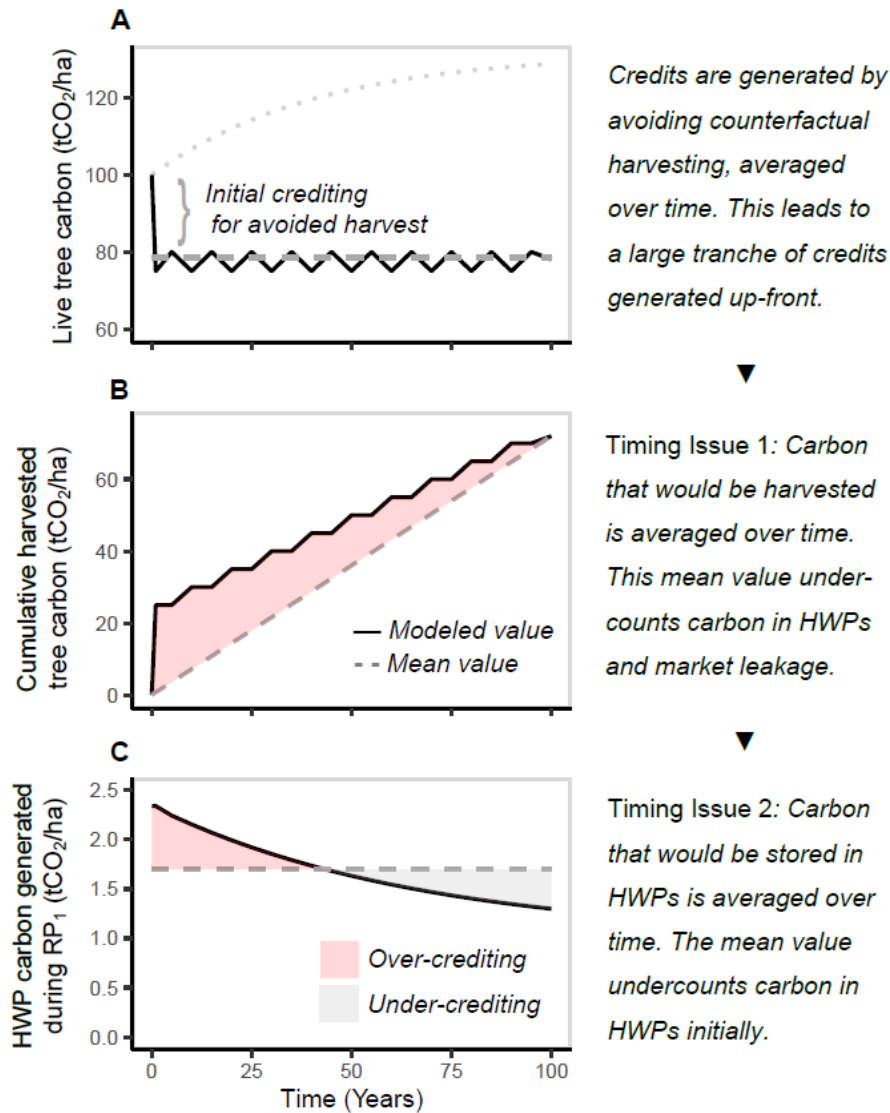 A
Live tree carbon (tCO₂/ha)
120
100
80
60
Initial crediting
for avoided harvest
Credits are generated by
avoiding counterfactual
harvesting, averaged
over time. This leads to
a large tranche of credits
generated up-front.
▼
B
Cumulative harvested
tree carbon (tCO₂/ha)
60
40
20
0
Modeled value
Mean value
Timing Issue 1: Carbon
that would be harvested
is averaged over time.
This mean value under-
counts carbon in HWPs
and market leakage.
▼
C
HWP carbon generated
during RP₁ (tCO₂/ha)
2.5
2.0
1.5
1.0
0.5
0.0
Over-crediting
Under-crediting
0 25 50 75 100
Time (Years)
Timing Issue 2: Carbon
that would be stored in
HWPs is averaged over
time. The mean value
undercounts carbon in
HWPs initially.